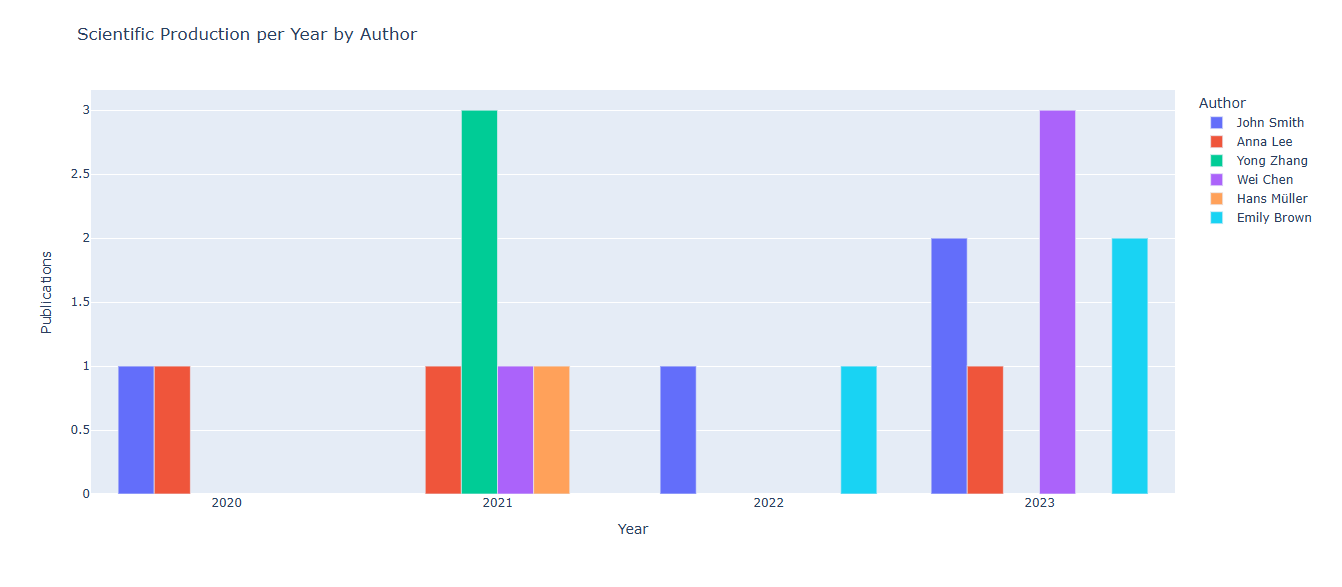 Scientific Production per Year by Author
3
2.5
2
1.5
1
0.5
0
Publications
2020
2021
2022
2023
Year
Author
John Smith
Anna Lee
Yong Zhang
Wei Chen
Hans Müller
Emily Brown